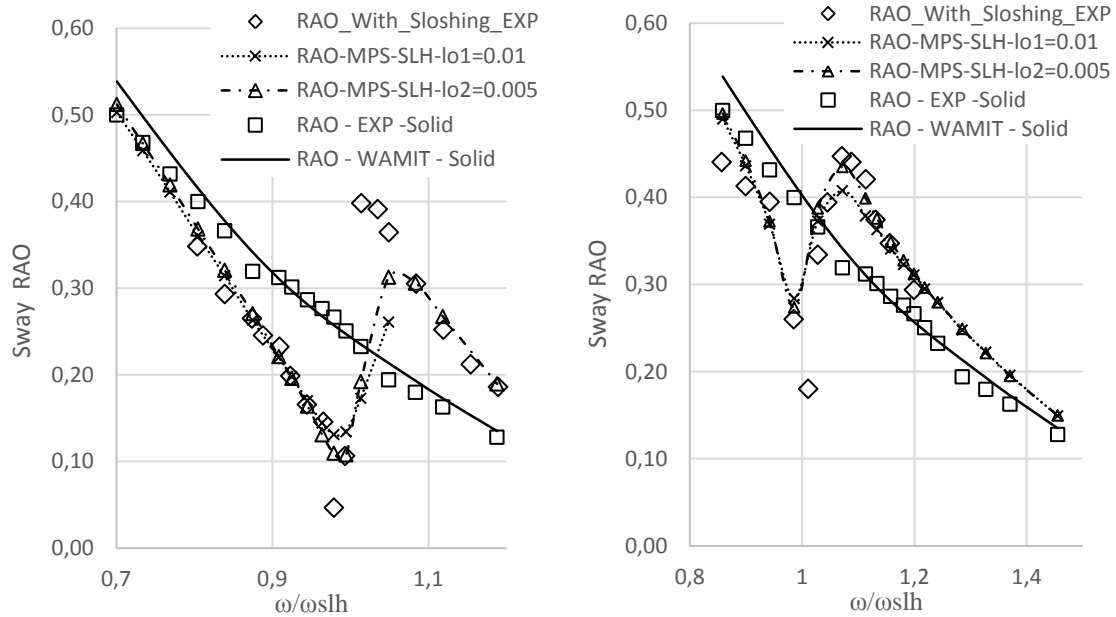 RAO_With_Sloshing_EXP
RAO-MPS-SLH-lo1=0.01
RAO-MPS-SLH-lo2=0.005
RAO - EXP -Solid
RAO - WAMIT - Solid
0,60
0,50
0,40
0,30
0,20
0,10
0,00
Sway RAO
0,7
0,9
1,1
ω/ωslh
RAO_With_Sloshing_EXP
RAO-MPS-SLH-lo1=0.01
RAO-MPS-SLH-lo2=0.005
RAO - EXP -Solid
RAO - WAMIT - Solid
0,60
0,50
0,40
0,30
0,20
0,10
0,00
Sway RAO
0,8
1
1,2
1,4
ω/ωslh